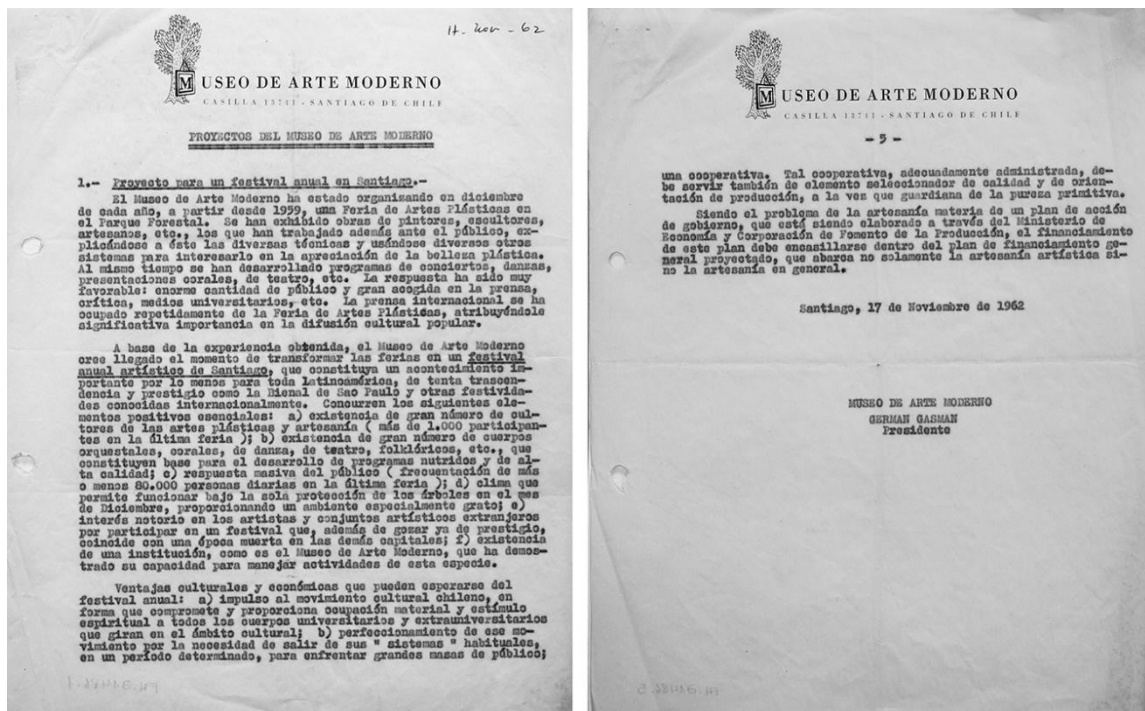 17 - Nov - 62
MUSEO DE ARTE MODERNO
CASILLA 13741 - SANTIAGO DE CHILE
PROYECTOS DEL MUSEO DE ARTE MODERNO
1.- Proyecto para un festival anual en Santiago.-
El Museo de Arte Moderno ha estado organizando en diciembre
de cada año, a partir desde 1959, una Feria de Artes Plásticas en
el Parque Forestal. Se han exhibido obras de pintores, escultores,
artesanos, etc., los que han trabajado además ante el público, ex-
plicándose a éste las diversas técnicas y usándose diversos otros
sistemas para interesarlo en la apreciación de la belleza plástica.
Al mismo tiempo se han desarrollado programas de conciertos, danzas,
presentaciones corales, de teatro, etc. La respuesta ha sido muy
favorable: enorme cantidad de público y gran acogida en la prensa,
crítica, medios universitarios, etc. La prensa internacional se ha
ocupado repetidamente de la Feria de Artes Plásticas, atribuyéndole
significativa importancia en la difusión cultural popular.
A base de la experiencia obtenida, el Museo de Arte Moderno
cree llegado el momento de transformar las ferias en un festival
anual artístico de Santiago, que constituya un acontecimiento im-
portante por lo menos para toda latinoamérica, de tenta trascen-
dencia y prestigio como la Bienal de Sao Paulo y otras festivida-
des conocidas internacionalmente. Concurren los siguientes ele-
mentos positivos esenciales: a) existencia de gran número de cul-
tores de las artes plásticas y artesanía ( más de 1.000 participan-
tes en la última feria ); b) existencia de gran número de cuerpos
orquestales, corales, de danza, de teatro, folklóricos, etc., que
constituyen base para el desarrollo de programas nutridos y de al-
ta calidad; c) respuesta masiva del público ( frecuentación de más
o menos 80.000 personas diarias en la última feria ); d) clima que
permite funcionar bajo la sola protección de los árboles en el mes
de Diciembre, proporcionando un ambiente especialmente grato; e)
interés notorio en los artistas y conjuntos artísticos extranjeros
por participar en un festival que, además de gozar ya de prestigio,
coincide con una época muerta en las demás capitales; f) existencia
de una institución, como es el Museo de Arte Moderno, que ha demos-
trado su capacidad para manejar actividades de esta especie.
Ventajas culturales y económicas que pueden esperarse del
festival anual: a) impulso al movimiento cultural chileno, en
forma que compromete y proporciona ocupación material y estímulo
espiritual a todos los cuerpos universitarios y extrauniversitarios
que giran en el ámbito cultural; b) perfeccionamiento de ese mo-
vimiento por la necesidad de salir de sus " sistemas " habituales,
en un período determinado, para enfrentar grandes masas de público;
MUSEO DE ARTE MODERNO
CASILLA 13741 - SANTIAGO DE CHILE
- 5 -
una cooperativa. Tal cooperativa, adecuadamente administrada, de-
be servir también de elemento seleccionador de calidad y de orien-
tación de producción, a la vez que guardiana de la pureza primitiva.
Siendo el problema de la artesanía materia de un plan de acción
de gobierno, que está siendo elaborado a través del Ministerio de
Economía y Corporación de Fomento de la Producción, el financiamiento
de este plan debe encasillarse dentro del plan de financiamiento ge-
neral proyectado, que abarca no solamente la artesanía artística si-
no la artesanía en general.
Santiago, 17 de Noviembre de 1962
MUSEO DE ARTE MODERNO
GERMAN GASMAN
Presidente